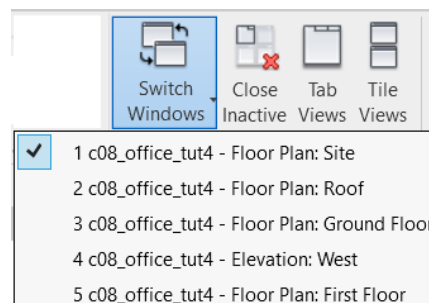 Switch Close Tab Tile
Windows Inactive Views Views
1 c08_office_tut4 - Floor Plan: Site
2 c08_office_tut4 - Floor Plan: Roof
3 c08_office_tut4 - Floor Plan: Ground Floor
4 c08_office_tut4 - Elevation: West
5 c08_office_tut4 - Floor Plan: First Floor